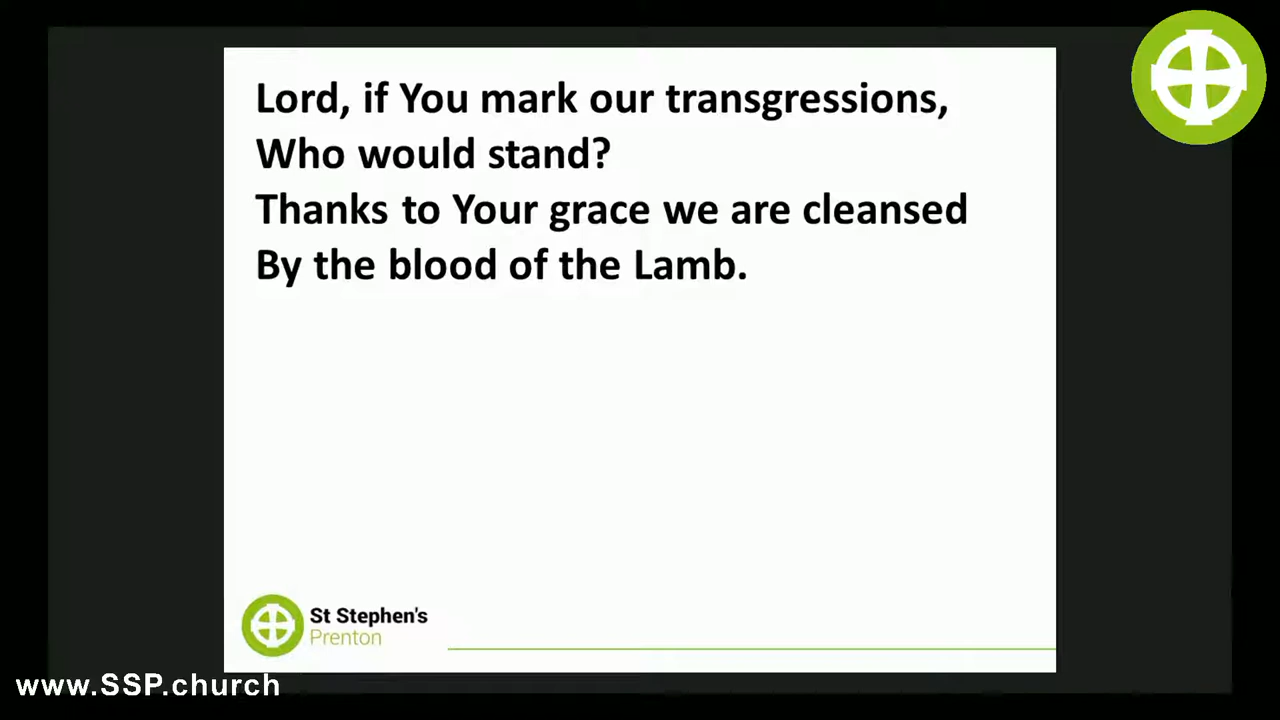 Lord, if You mark our transgressions,
Who would stand?
Thanks to Your grace we are cleansed
By the blood of the Lamb.
St Stephen's
Prenton
www.SSP.church